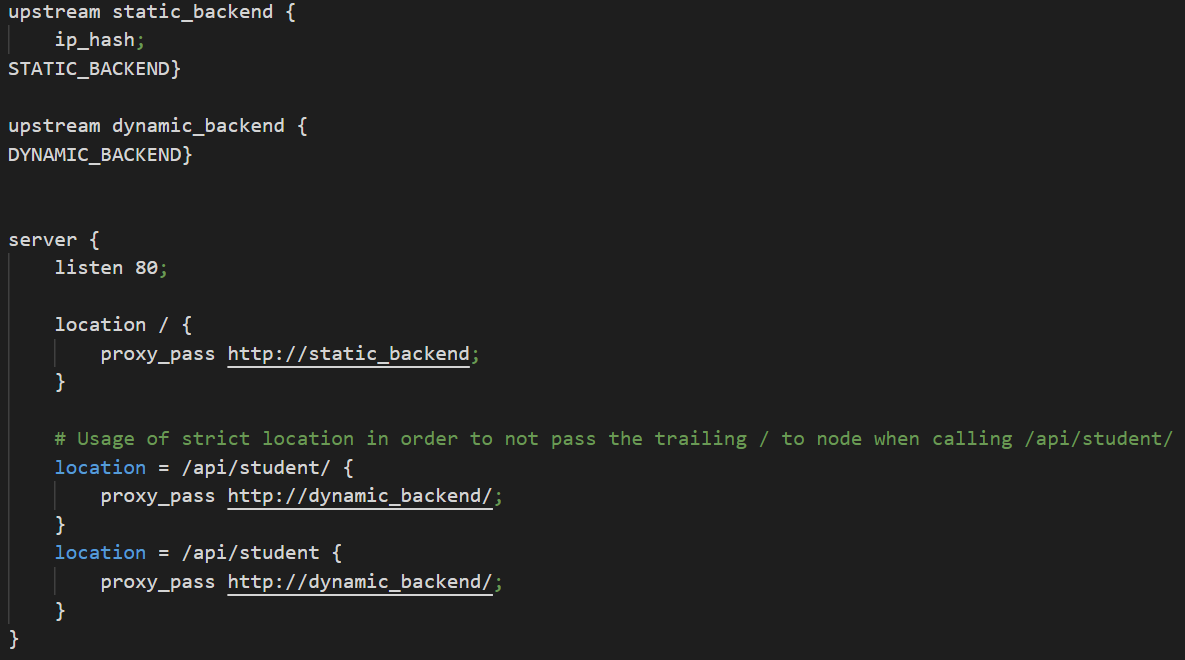 upstream static_backend {
    ip_hash;
STATIC_BACKEND}
upstream dynamic_backend {
DYNAMIC_BACKEND}
server {
    listen 80;
    location / {
        proxy_pass http://static_backend;
    }
    # Usage of strict location in order to not pass the trailing / to node when calling /api/student/
    location = /api/student/ {
        proxy_pass http://dynamic_backend/;
    }
    location = /api/student {
        proxy_pass http://dynamic_backend/;
    }
}